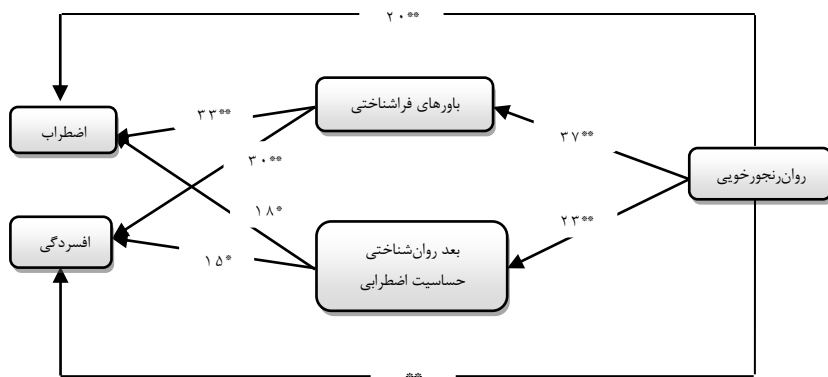 ۲۰**
باورهای فراشناختی
اضطراب
۳۳**
۳۷**
روان‌رنجورخویی
۳۰**
۱۸*
۲۳**
افسردگی
بعد روان‌شناختی
حساسیت اضطرابی
۱۵*
**